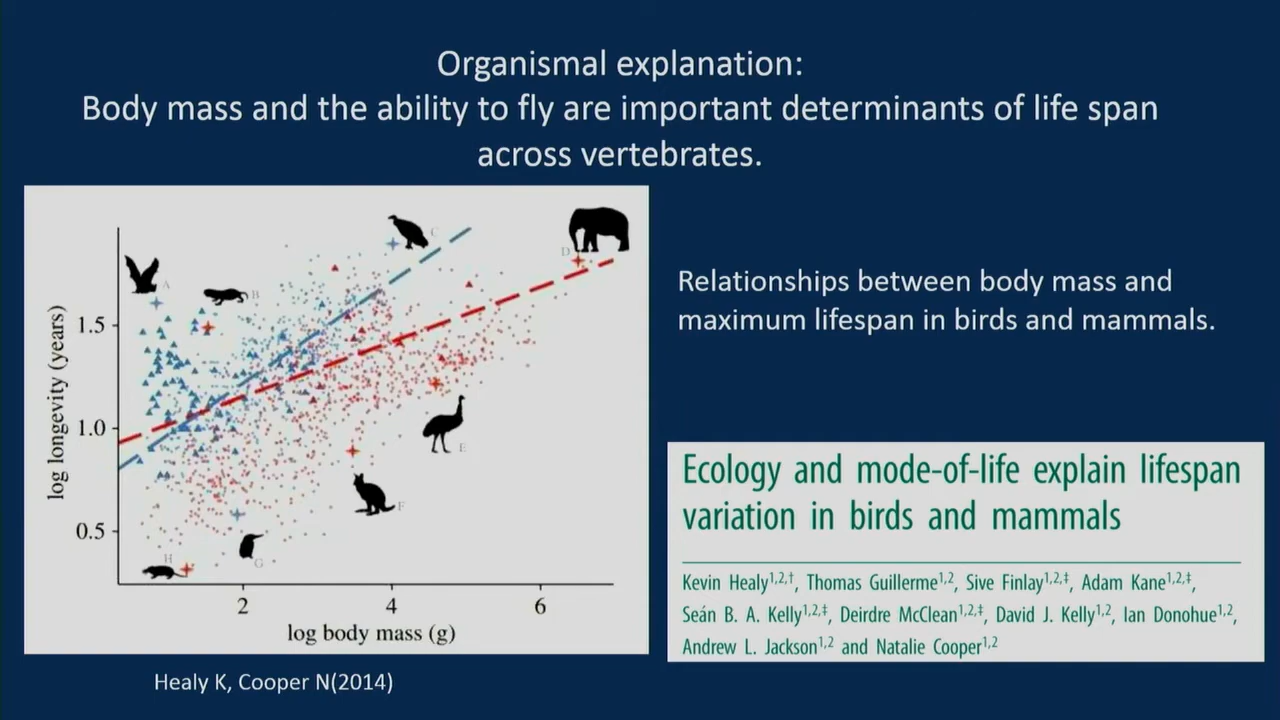 Organismal explanation:
Body mass and the ability to fly are important determinants of life span
across vertebrates.
log longevity (years)
1.5
1.0
0.5
A
B
C
D
E
F
G
H
2
4
6
log body mass (g)
Healy K, Cooper N(2014)
Relationships between body mass and
maximum lifespan in birds and mammals.
Ecology and mode-of-life explain lifespan
variation in birds and mammals
Kevin Healy1,2,†, Thomas Guillerme1,2, Sive Finlay1,2,‡, Adam Kane1,2,‡,
Seán B. A. Kelly1,2,‡, Deirdre McClean1,2,‡, David J. Kelly1,2, Ian Donohue1,2,
Andrew L. Jackson1,2 and Natalie Cooper1,2